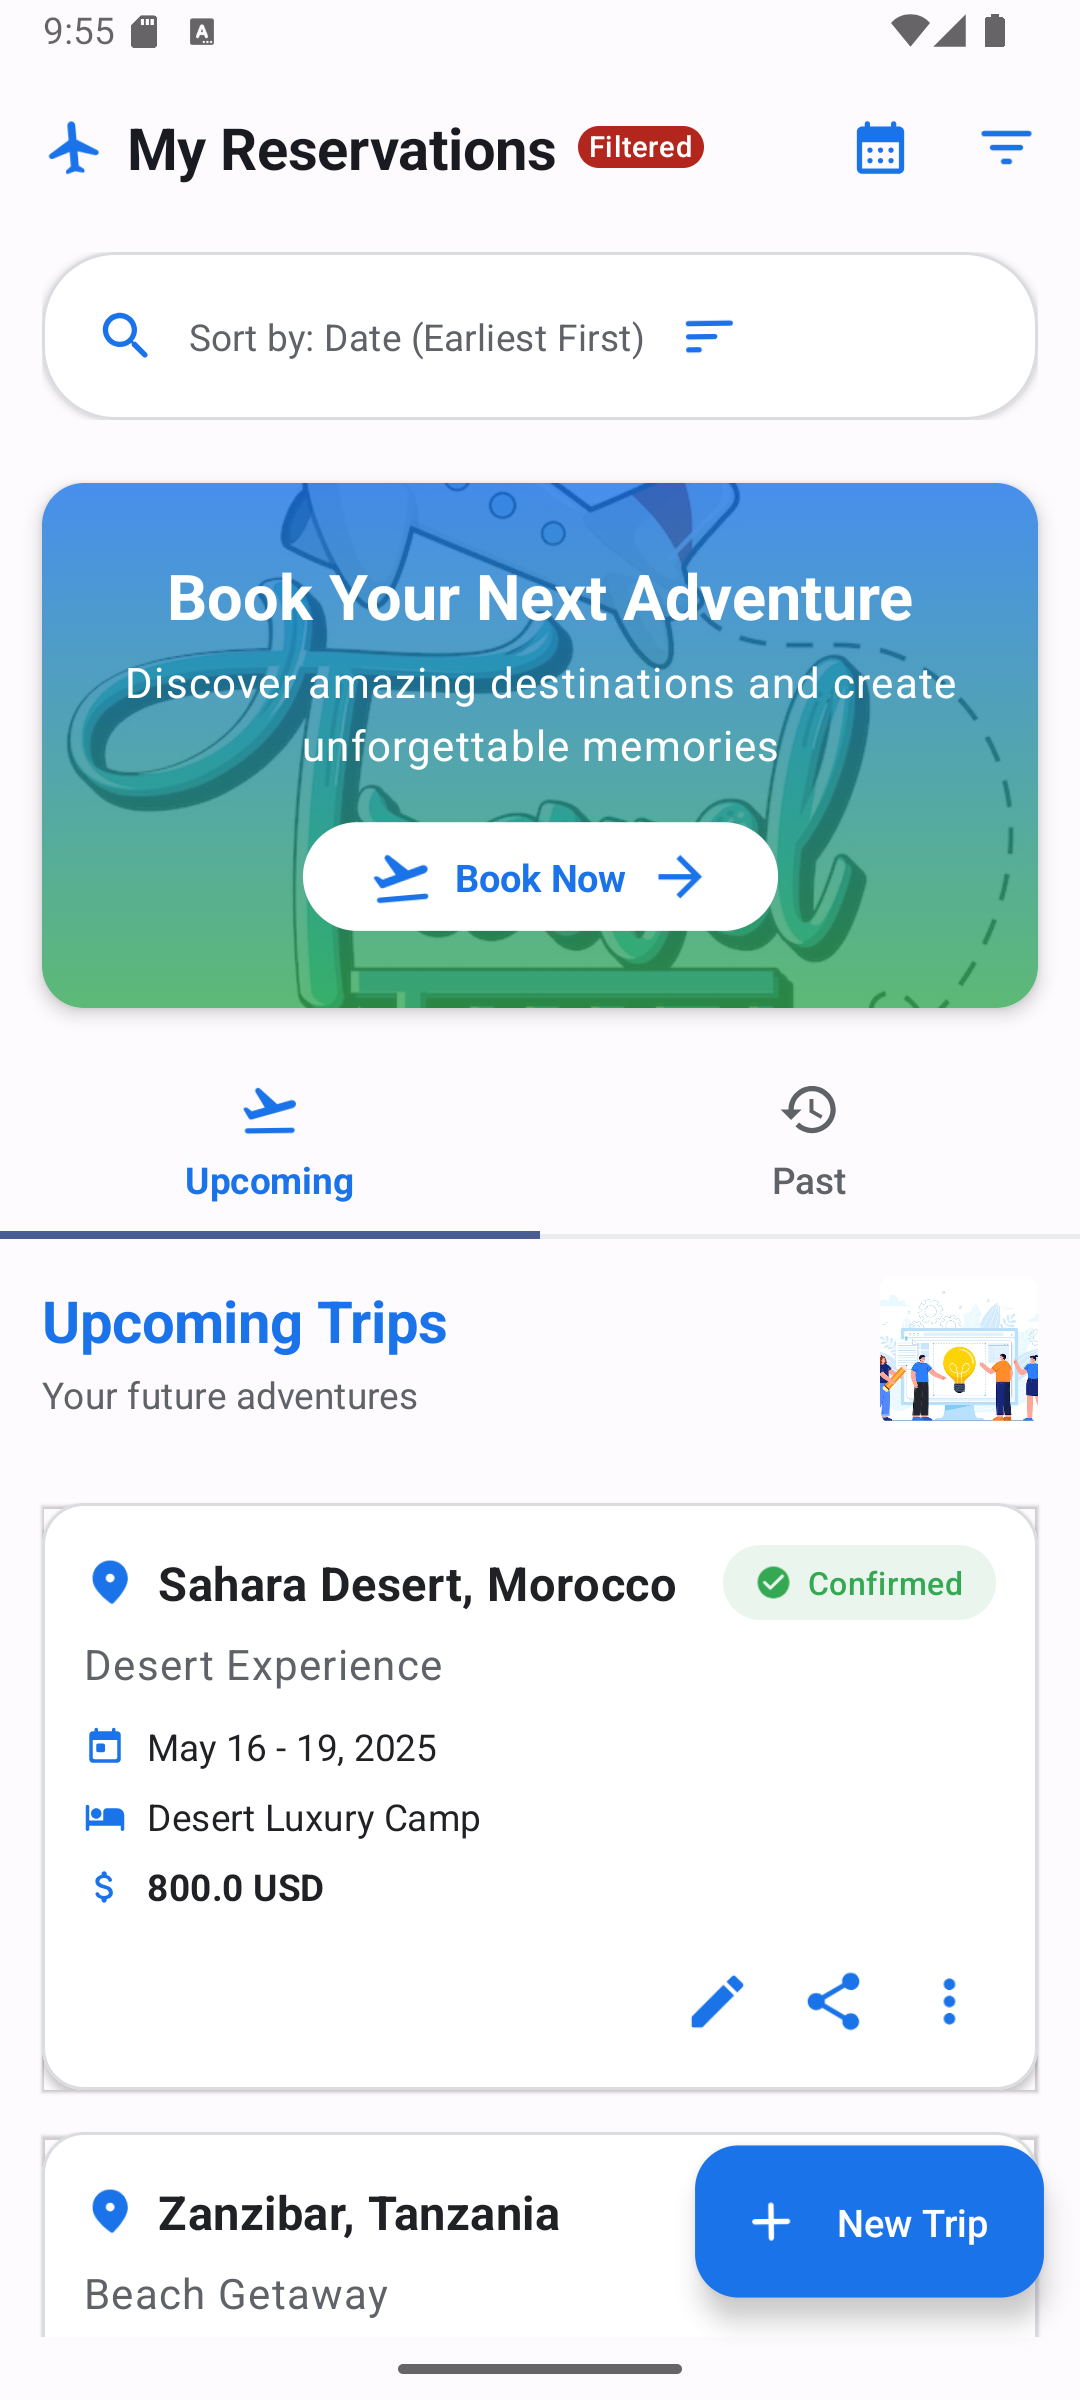 9:55
My Reservations
Filtered
Sort by: Date (Earliest First)
Book Your Next Adventure
Discover amazing destinations and create
unforgettable memories
Book Now
Upcoming
Past
Upcoming Trips
Your future adventures
Sahara Desert, Morocco
Confirmed
Desert Experience
May 16 - 19, 2025
Desert Luxury Camp
800.0 USD
Zanzibar, Tanzania
New Trip
Beach Getaway